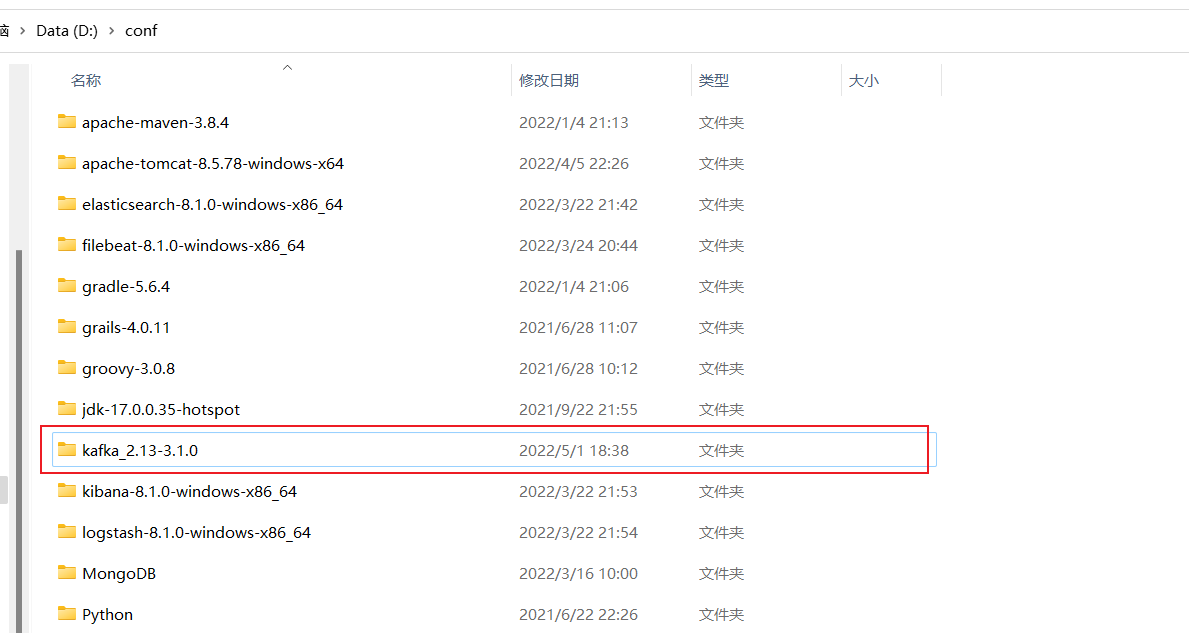 脑 > Data (D:) > conf
名称 修改日期 类型 大小
apache-maven-3.8.4 2022/1/4 21:13 文件夹
apache-tomcat-8.5.78-windows-x64 2022/4/5 22:26 文件夹
elasticsearch-8.1.0-windows-x86_64 2022/3/22 21:42 文件夹
filebeat-8.1.0-windows-x86_64 2022/3/24 20:44 文件夹
gradle-5.6.4 2022/1/4 21:06 文件夹
grails-4.0.11 2021/6/28 11:07 文件夹
groovy-3.0.8 2021/6/28 10:12 文件夹
jdk-17.0.0.35-hotspot 2021/9/22 21:55 文件夹
kafka_2.13-3.1.0 2022/5/1 18:38 文件夹
kibana-8.1.0-windows-x86_64 2022/3/22 21:53 文件夹
logstash-8.1.0-windows-x86_64 2022/3/22 21:54 文件夹
MongoDB 2022/3/16 10:00 文件夹
Python 2021/6/22 22:26 文件夹